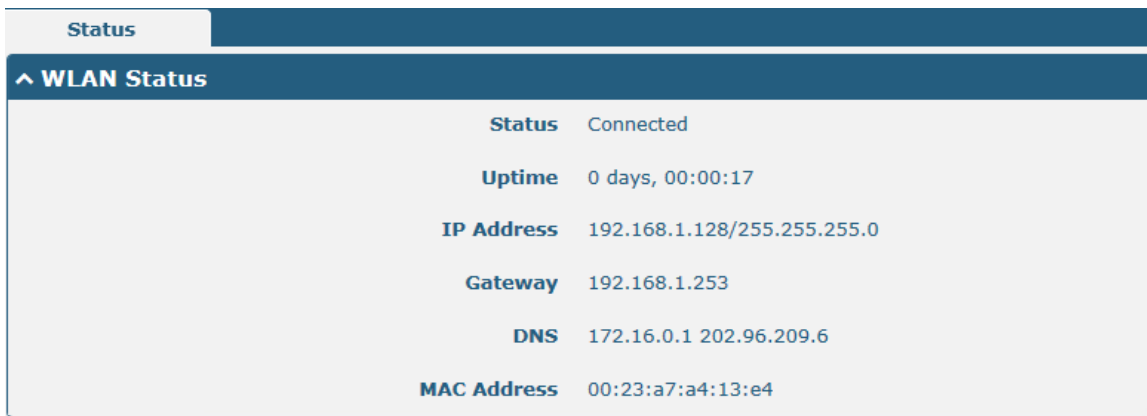 Status
WLAN Status
Status Connected
Uptime 0 days, 00:00:17
IP Address 192.168.1.128/255.255.255.0
Gateway 192.168.1.253
DNS 172.16.0.1 202.96.209.6
MAC Address 00:23:a7:a4:13:e4